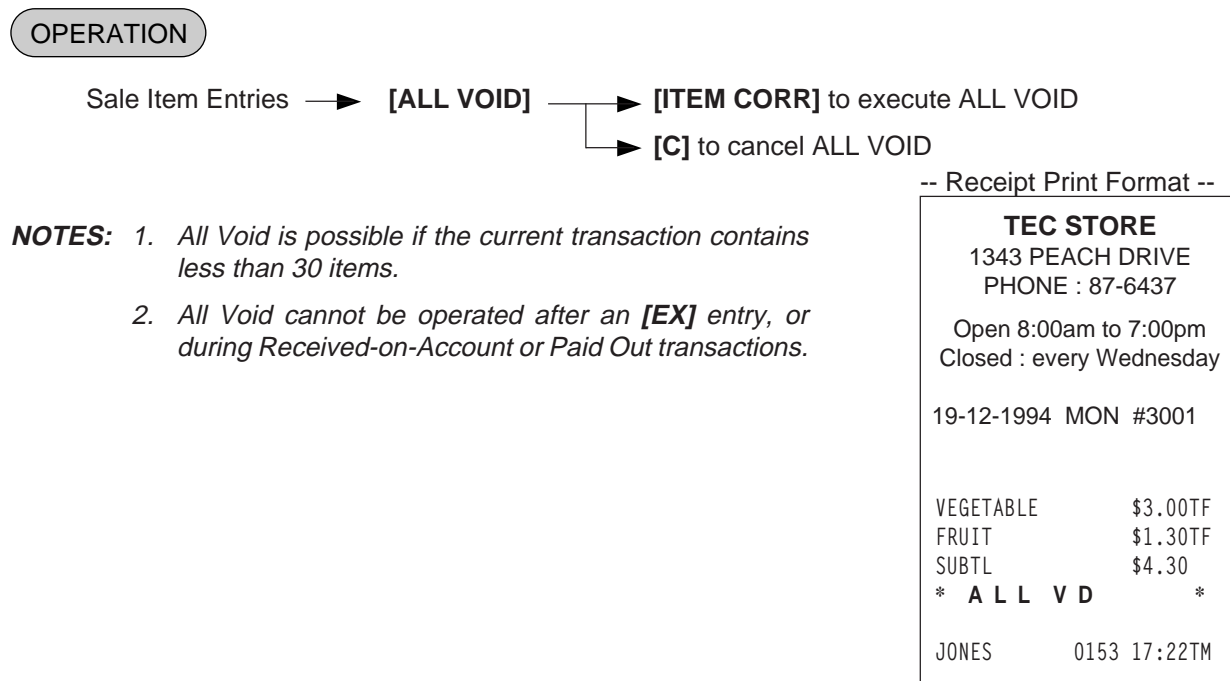 OPERATION
Sale Item Entries [ALL VOID] [ITEM CORR] to execute ALL VOID
[C] to cancel ALL VOID
-- Receipt Print Format --
NOTES: 1. All Void is possible if the current transaction contains
less than 30 items.
2. All Void cannot be operated after an [EX] entry, or
during Received-on-Account or Paid Out transactions.
TEC STORE
1343 PEACH DRIVE
PHONE : 87-6437
Open 8:00am to 7:00pm
Closed : every Wednesday
19-12-1994 MON #3001
VEGETABLE $3.00TF
FRUIT $1.30TF
SUBTL $4.30
* ALL VD *
JONES 0153 17:22TM